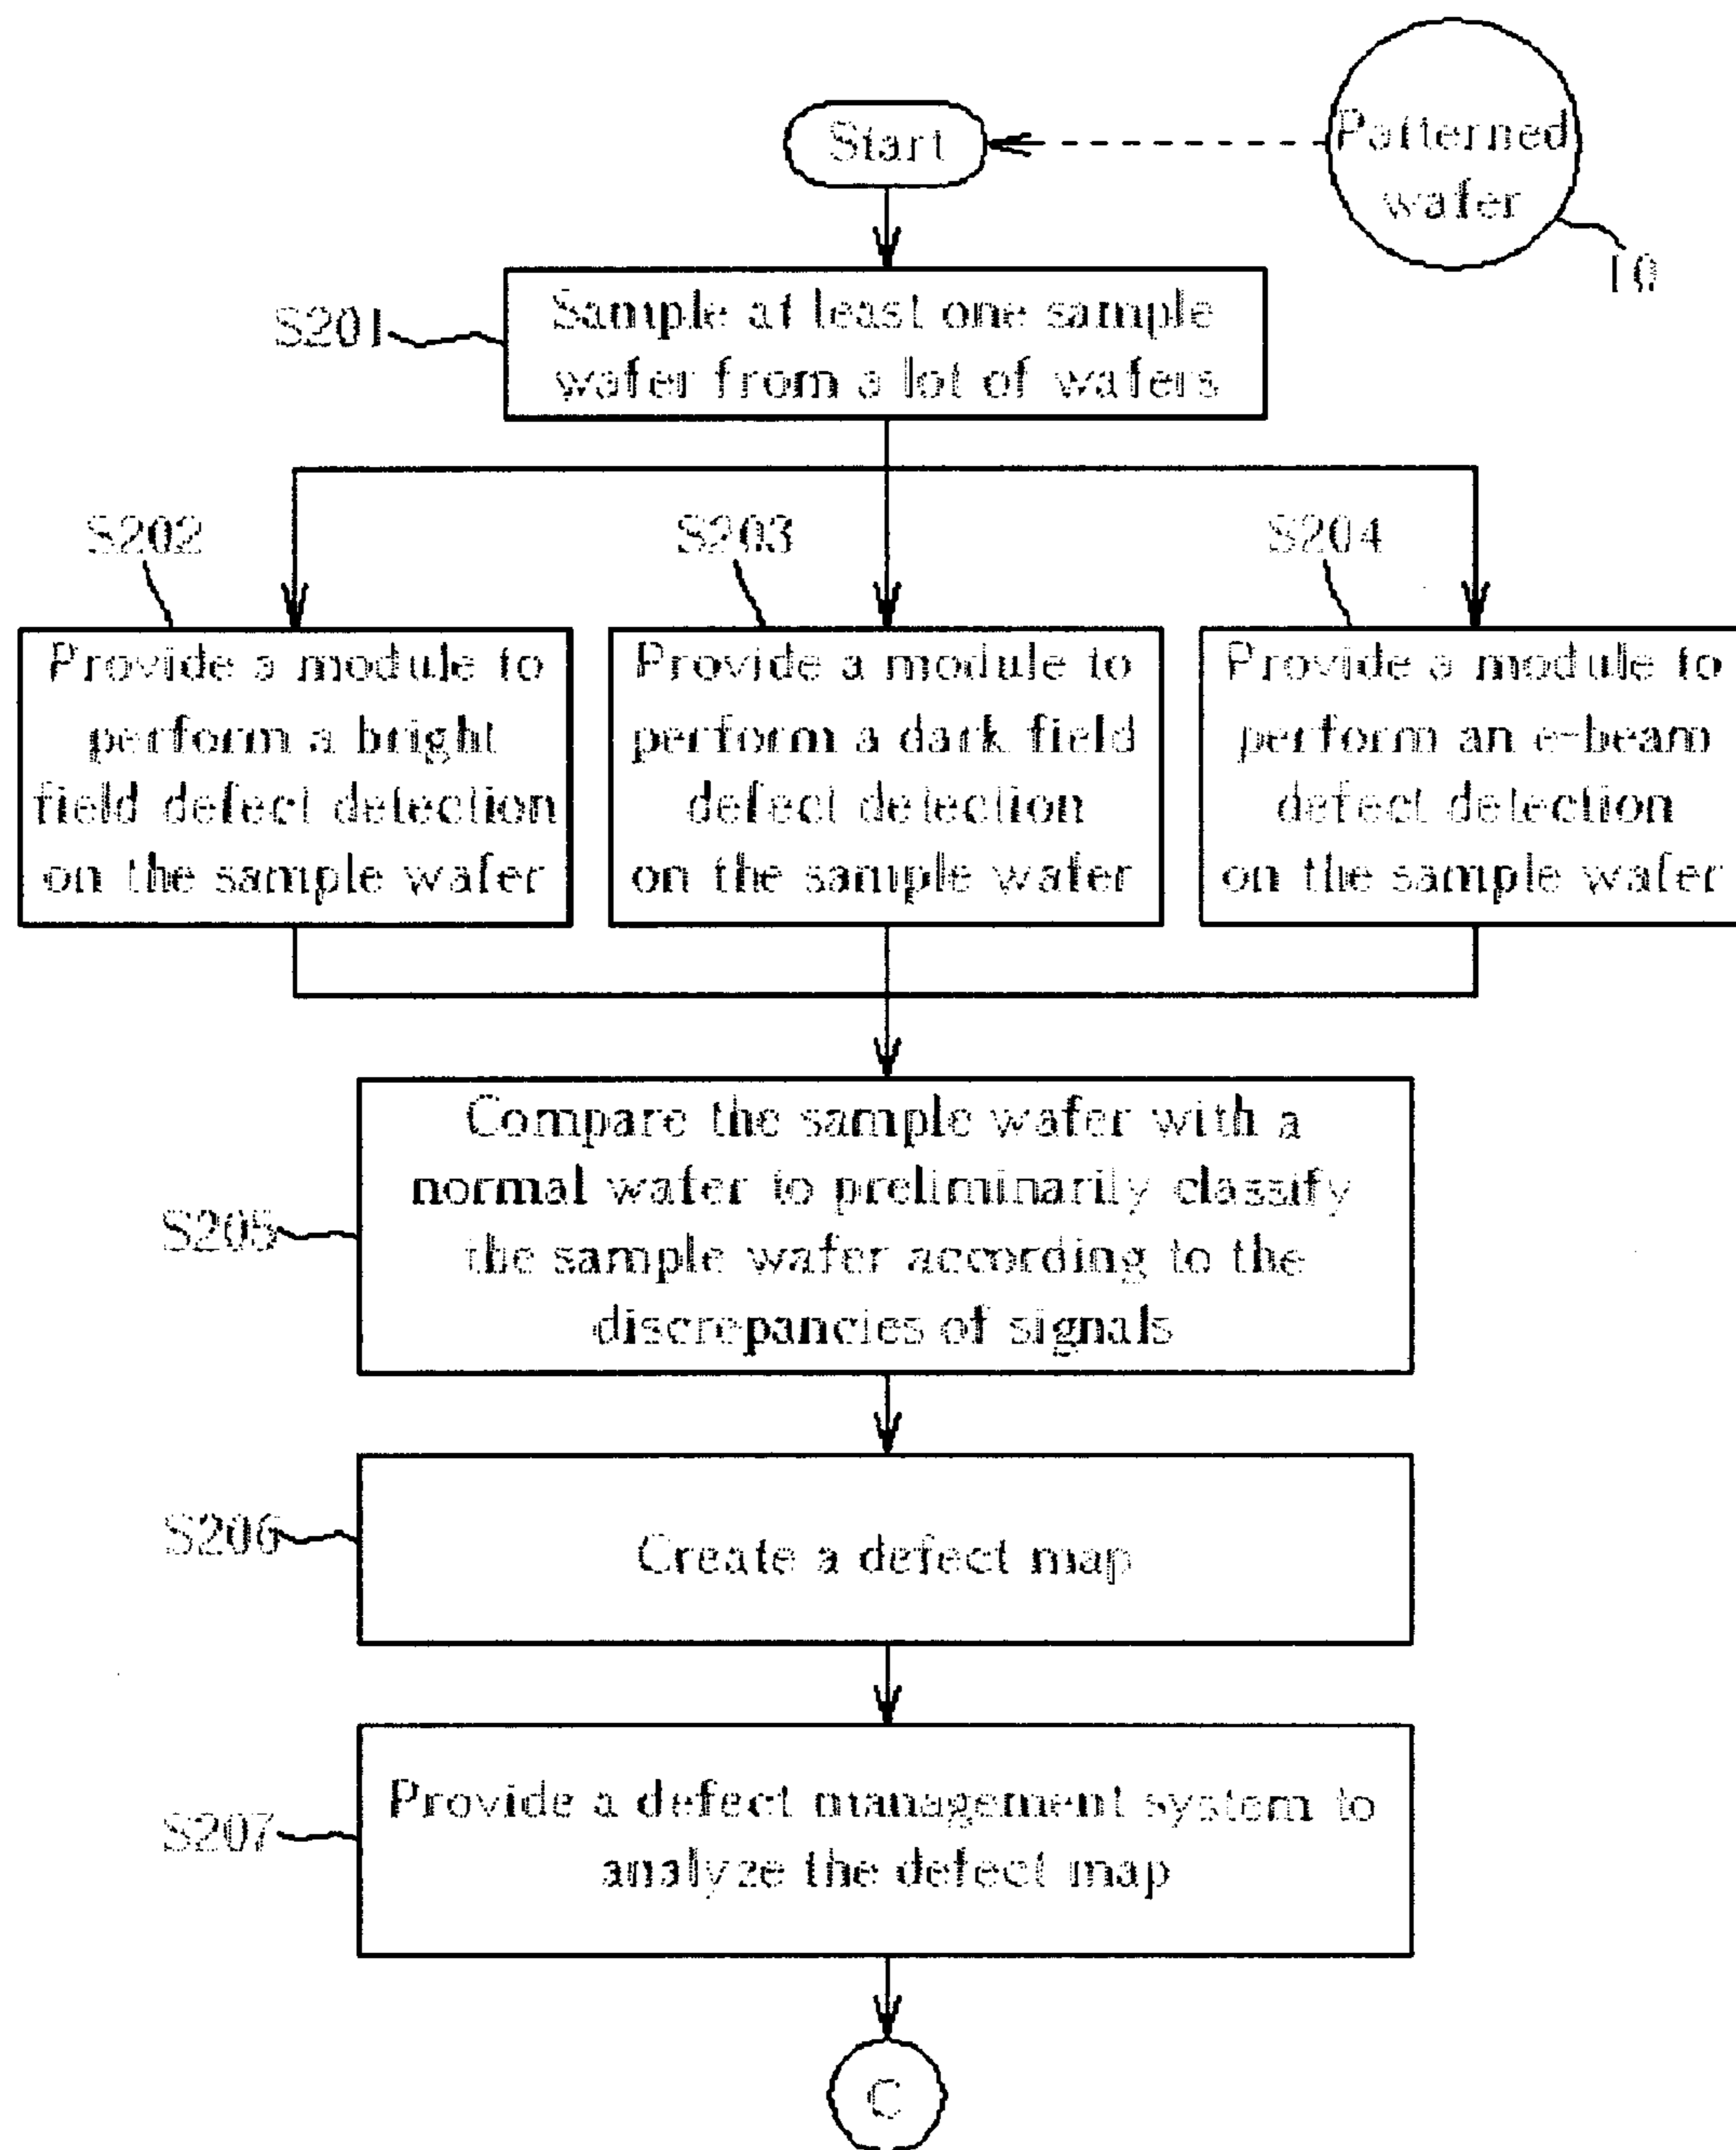 Start
Patterned
wafer
10
S201
Sample at least one sample
wafer from a lot of wafers
S202
S203
S204
Provide a module to
perform a bright
field defect detection
on the sample wafer
Provide a module to
perform a dark field
defect detection
on the sample wafer
Provide a module to
perform an e-beam
defect detection
on the sample wafer
S205
Compare the sample wafer with a
normal wafer to preliminarily classify
the sample wafer according to the
discrepancies of signals
S206
Create a defect map
S207
Provide a defect management system to
analyze the defect map
C